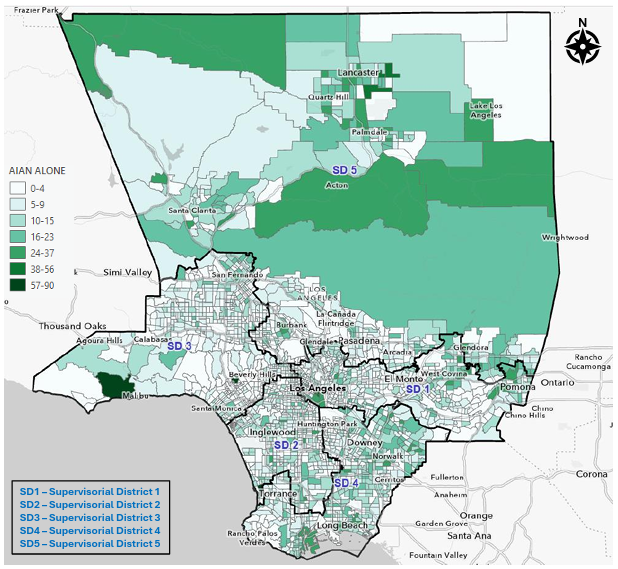 Frazier Park
N
Lancaster
Quartz Hill
Lake Los
Angeles
Palmdale
SD 5
Acton
AIAN ALONE
0-4
5-9
10-15
16-23
24-37
38-56
57-90
Santa Clarita
Wrightwood
Simi Valley
San Fernando
LOS
ANGELES
Thousand Oaks
La Cañada
Flintridge
Burbank
Agoura Hills
Calabasas
SD 3
Glendale
Pasadena
Arcadia
Glendora
Rancho
Cucamonga
Beverly Hills
El Monte
West Covina
Malibu
Los Angeles
SD 1
Pomona
Ontario
Santa Monica
Chino
Chino Hills
Huntington Park
Inglewood
SD 2
Downey
Norwalk
Corona
SD 4
Cerritos
Fullerton
Torrance
Anaheim
Long Beach
Orange
Garden Grove
Santa Ana
Rancho Palos
Verdes
Fountain Valley
SD1 – Supervisorial District 1
SD2 – Supervisorial District 2
SD3 – Supervisorial District 3
SD4 – Supervisorial District 4
SD5 – Supervisorial District 5